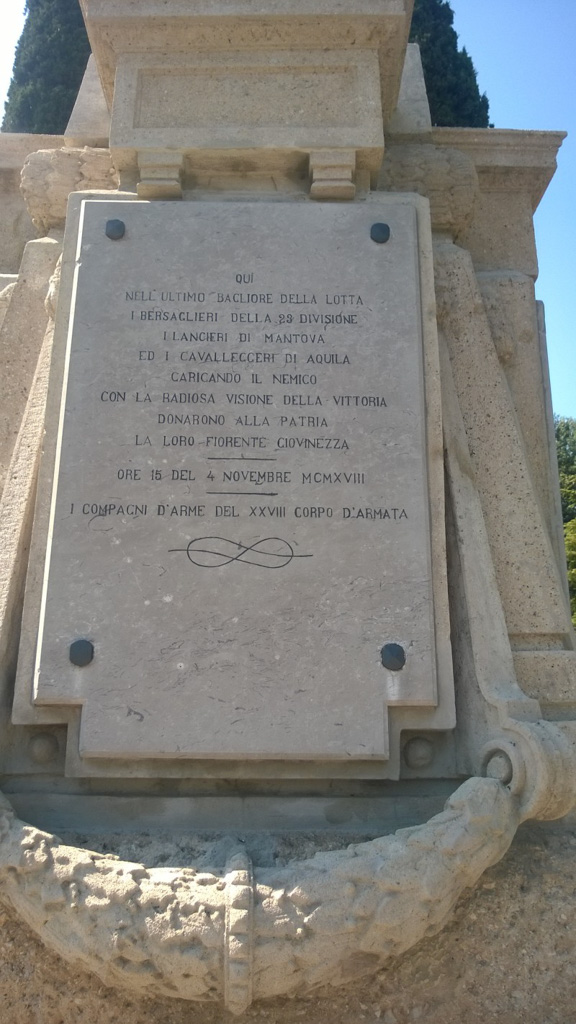 QUI
NELL'ULTIMO BAGLIORE DELLA LOTTA
I BERSAGLIERI DELLA 23 DIVISIONE
I LANCIERI DI MANTOVA
ED I CAVALLEGGERI DI AQUILA
CARICANDO IL NEMICO
CON LA RADIOSA VISIONE DELLA VITTORIA
DONARONO ALLA PATRIA
LA LORO FIORENTE GIOVINEZZA
ORE 15 DEL 4 NOVEMBRE MCMXVIII
I COMPAGNI D'ARME DEL XXVIII CORPO D'ARMATA